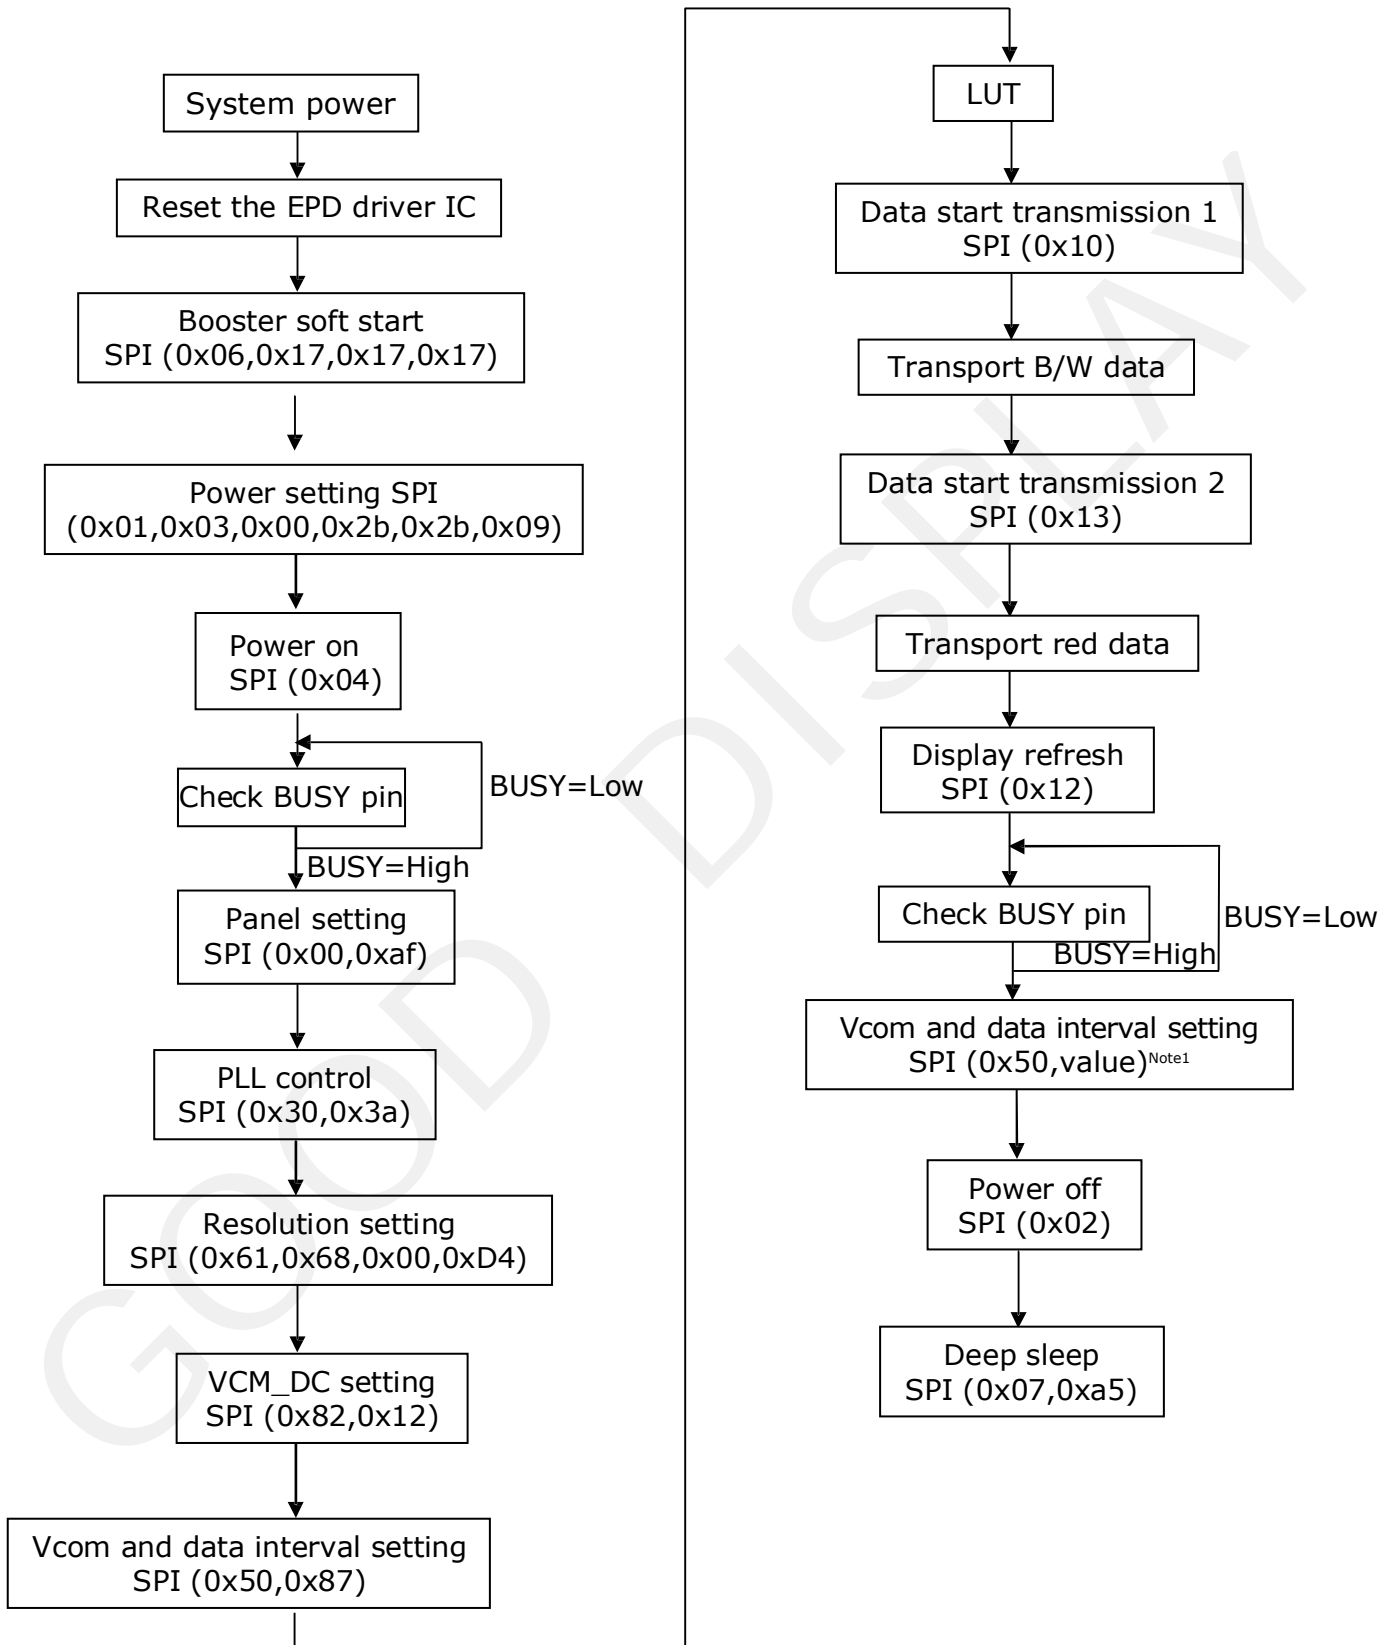 System power
Reset the EPD driver IC
Booster soft start
SPI (0x06,0x17,0x17,0x17)
Power setting SPI
(0x01,0x03,0x00,0x2b,0x2b,0x09)
Power on
SPI (0x04)
Check BUSY pin
BUSY=Low
BUSY=High
Panel setting
SPI (0x00,0xaf)
PLL control
SPI (0x30,0x3a)
Resolution setting
SPI (0x61,0x68,0x00,0xD4)
VCM_DC setting
SPI (0x82,0x12)
Vcom and data interval setting
SPI (0x50,0x87)
LUT
Data start transmission 1
SPI (0x10)
Transport B/W data
Data start transmission 2
SPI (0x13)
Transport red data
Display refresh
SPI (0x12)
Check BUSY pin
BUSY=Low
BUSY=High
Vcom and data interval setting
SPI (0x50,value)Note1
Power off
SPI (0x02)
Deep sleep
SPI (0x07,0xa5)
GOOD DISPLAY